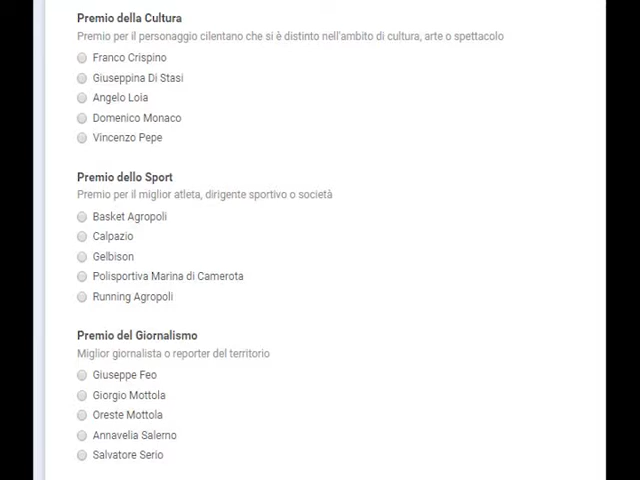 Premio della Cultura
Premio per il personaggio cilentano che si è distinto nell'ambito di cultura, arte o spettacolo
Franco Crispino
Giuseppina Di Stasi
Angelo Loia
Domenico Monaco
Vincenzo Pepe
Premio dello Sport
Premio per il miglior atleta, dirigente sportivo o società
Basket Agropoli
Calpazio
Gelbison
Polisportiva Marina di Camerota
Running Agropoli
Premio del Giornalismo
Miglior giornalista o reporter del territorio
Giuseppe Feo
Giorgio Mottola
Oreste Mottola
Annavelia Salerno
Salvatore Serio